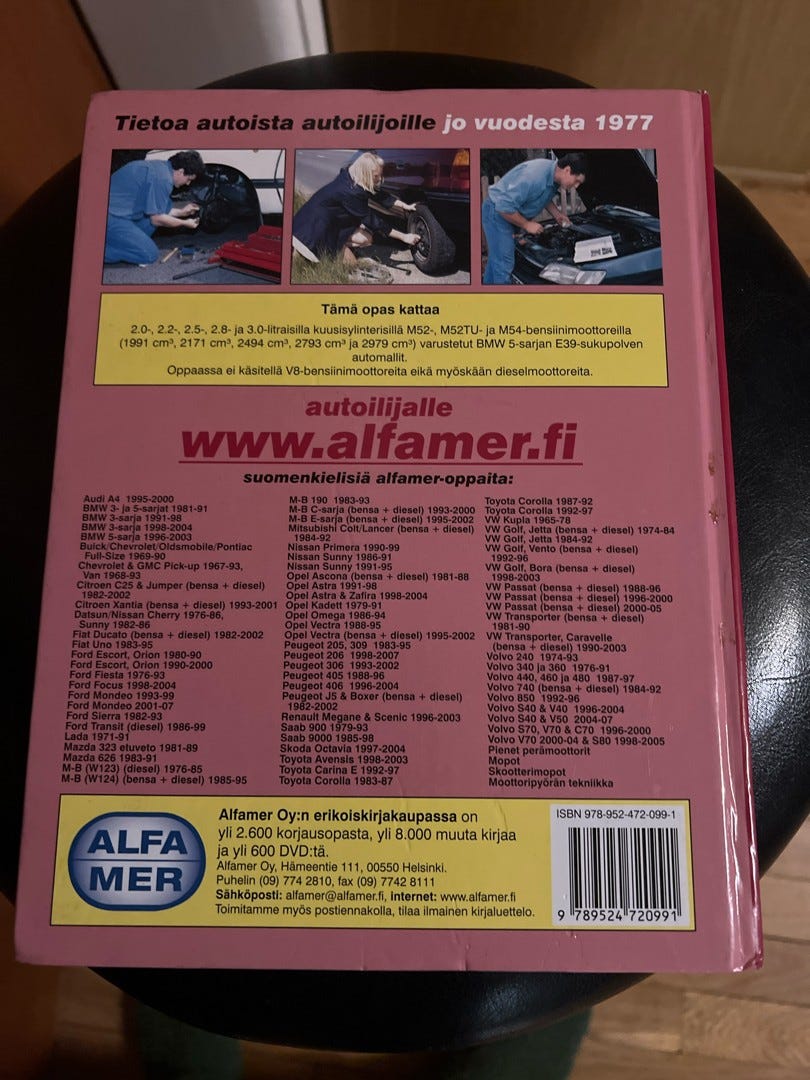 Tietoa autoista autoilijoille jo vuodesta 1977
Tämä opas kattaa
2.0-, 2.2-, 2.5-, 2.8- ja 3.0-litraisilla kuusisylinterisillä M52-, M52TU- ja M54-bensiinimoottoreilla
(1991 cm³, 2171 cm³, 2494 cm³, 2793 cm³ ja 2979 cm³) varustetut BMW 5-sarjan E39-sukupolven
automallit.
Oppaassa ei käsitellä V8-bensiinimoottoreita eikä myöskään dieselmoottoreita.
autoilijalle
www.alfamer.fi
suomenkielisiä alfamer-oppaita:
Audi A4 1995-2000
BMW 3- ja 5-sarjat 1981-91
BMW 3-sarja 1991-98
BMW 3-sarja 1998-2004
BMW 5-sarja 1996-2003
Buick/Chevrolet/Oldsmobile/Pontiac
Full-Size 1969-90
Chevrolet & GMC Pick-up 1967-93,
Van 1968-93
Citroen C25 & Jumper (bensa + diesel)
1982-2002
Citroen Xantia (bensa + diesel) 1993-2001
Datsun/Nissan Cherry 1976-86,
Sunny 1982-86
Fiat Ducato (bensa + diesel) 1982-2002
Fiat Uno 1983-95
Ford Escort, Orion 1980-90
Ford Escort, Orion 1990-2000
Ford Fiesta 1976-93
Ford Focus 1998-2004
Ford Mondeo 1993-99
Ford Mondeo 2001-07
Ford Sierra 1982-93
Ford Transit (diesel) 1986-99
Lada 1971-91
Mazda 323 etuveto 1981-89
Mazda 626 1983-91
M-B (W123) (diesel) 1976-85
M-B (W124) (bensa + diesel) 1985-95
M-B 190 1983-93
M-B C-sarja (bensa + diesel) 1993-2000
M-B E-sarja (bensa + diesel) 1995-2002
Mitsubishi Colt/Lancer (bensa + diesel)
1984-92
Nissan Primera 1990-99
Nissan Sunny 1986-91
Nissan Sunny 1991-95
Opel Ascona (bensa + diesel) 1981-88
Opel Astra 1991-98
Opel Astra & Zafira 1998-2004
Opel Kadett 1979-91
Opel Omega 1986-94
Opel Vectra 1988-95
Opel Vectra (bensa + diesel) 1995-2002
Peugeot 205, 309 1983-95
Peugeot 206 1998-2007
Peugeot 306 1993-2002
Peugeot 405 1988-96
Peugeot 406 1996-2004
Peugeot J5 & Boxer (bensa + diesel)
1982-2002
Renault Megane & Scenic 1996-2003
Saab 900 1979-93
Saab 9000 1985-98
Skoda Octavia 1997-2004
Toyota Avensis 1998-2003
Toyota Carina E 1992-97
Toyota Corolla 1983-87
Toyota Corolla 1987-92
Toyota Corolla 1992-97
VW Kupla 1965-78
VW Golf, Jetta (bensa + diesel) 1974-84
VW Golf, Jetta 1984-92
VW Golf, Vento (bensa + diesel)
1992-96
VW Golf, Bora (bensa + diesel)
1998-2003
VW Passat (bensa + diesel) 1988-96
VW Passat (bensa + diesel) 1996-2000
VW Passat (bensa + diesel) 2000-05
VW Transporter (bensa + diesel)
1981-90
VW Transporter, Caravelle
(bensa + diesel) 1990-2003
Volvo 240 1974-93
Volvo 340 ja 360 1976-91
Volvo 440, 460 ja 480 1987-97
Volvo 740 (bensa + diesel) 1984-92
Volvo 850 1992-96
Volvo S40 & V40 1996-2004
Volvo S40 & V50 2004-07
Volvo S70, V70 & C70 1996-2000
Volvo V70 2000-04 & S80 1998-2005
Pienet perämoottorit
Mopot
Skootterimopot
Moottoripyörän tekniikka
ALFA
MER
Alfamer Oy:n erikoiskirjakaupassa on
yli 2.600 korjausopasta, yli 8.000 muuta kirjaa
ja yli 600 DVD:tä.
Alfamer Oy, Hämeentie 111, 00550 Helsinki.
Puhelin (09) 774 2810, fax (09) 7742 8111
Sähköposti: alfamer@alfamer.fi, internet: www.alfamer.fi
Toimitamme myös postiennakolla, tilaa ilmainen kirjaluettelo.
ISBN 978-952-472-099-1
9 789524 720991